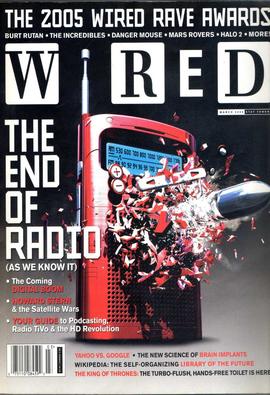 THE 2005 WIRED RAVE AWARDS
BURT RUTAN • THE INCREDIBLES • DANGER MOUSE • MARS ROVERS • HALO 2 • MORE!
WIRED
MARCH 2005
THE
END
OF
RADIO
(AS WE KNOW IT)
• The Coming
DIGITAL BOOM
• HOWARD STERN
& the Satellite Wars
• YOUR GUIDE to Podcasting,
Radio TiVo & the HD Revolution
YAHOO VS. GOOGLE • THE NEW SCIENCE OF BRAIN IMPLANTS
WIKIPEDIA: THE SELF-ORGANIZING LIBRARY OF THE FUTURE
THE KING OF THRONES: THE TURBO-FLUSH, HANDS-FREE TOILET IS HERE